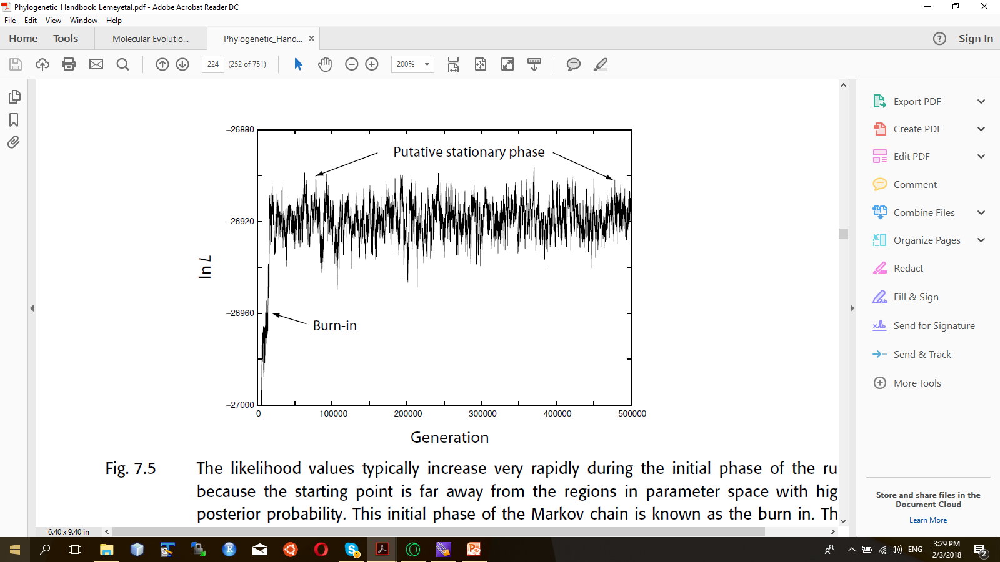 Phylogenetic_Handbook_Lemeyetal.pdf - Adobe Acrobat Reader DC
File Edit View Window Help
Home Tools Molecular Evolutio... Phylogenetic_Hand... ×
? Sign In
224 (252 of 751) 200%
Export PDF
Create PDF
Edit PDF
Comment
Combine Files
Organize Pages
Redact
Fill & Sign
Send for Signature
Send & Track
More Tools
Store and share files in the
Document Cloud
Learn More
–26880
–26920
–26960
–27000
ln L
Putative stationary phase
Burn-in
0 100000 200000 300000 400000 500000
Generation
Fig. 7.5 The likelihood values typically increase very rapidly during the initial phase of the ru
because the starting point is far away from the regions in parameter space with hig
posterior probability. This initial phase of the Markov chain is known as the burn in. Th
6.40 x 9.40 in
ENG
3:29 PM
2/3/2018
2